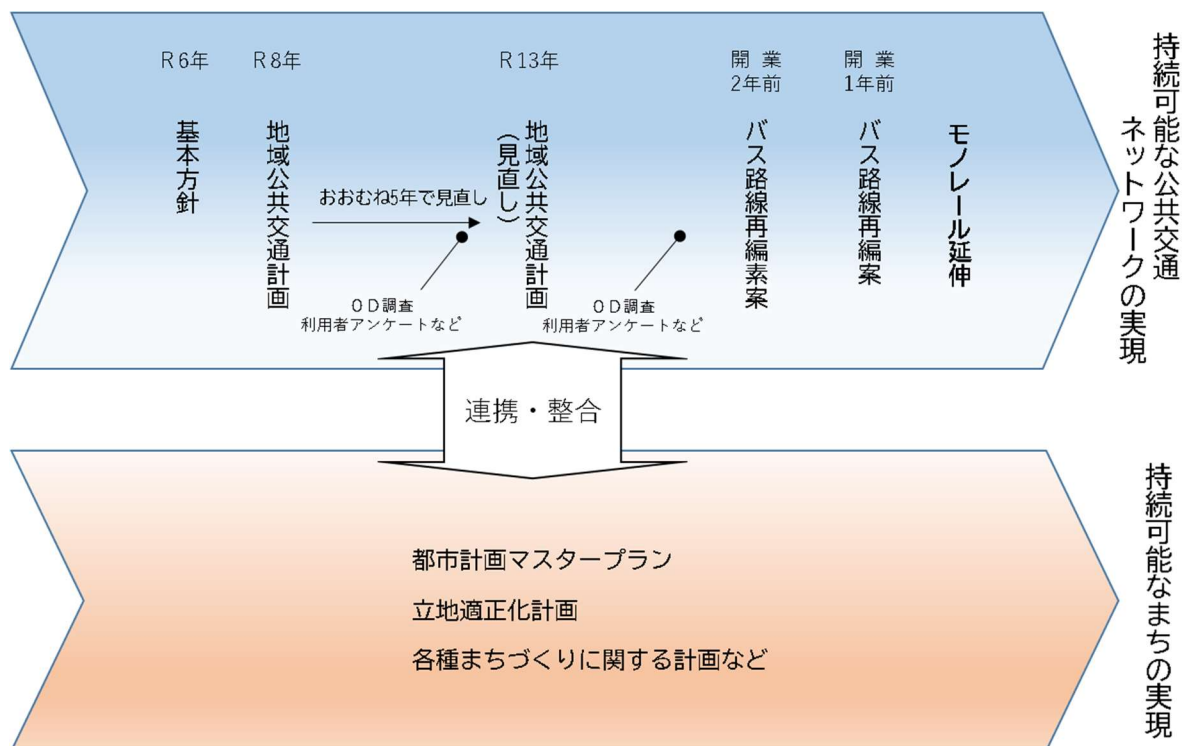 R6年
基本方針
R8年
地域公共交通計画
おおむね5年で見直し
OD調査
利用者アンケートなど
R13年
地域公共交通計画
(見直し)
OD調査
利用者アンケートなど
開業
2年前
バス路線再編素案
開業
1年前
バス路線再編案
モノレール延伸
持続可能な公共交通
ネットワークの実現
連携・整合
都市計画マスタープラン
立地適正化計画
各種まちづくりに関する計画など
持続可能なまちの実現